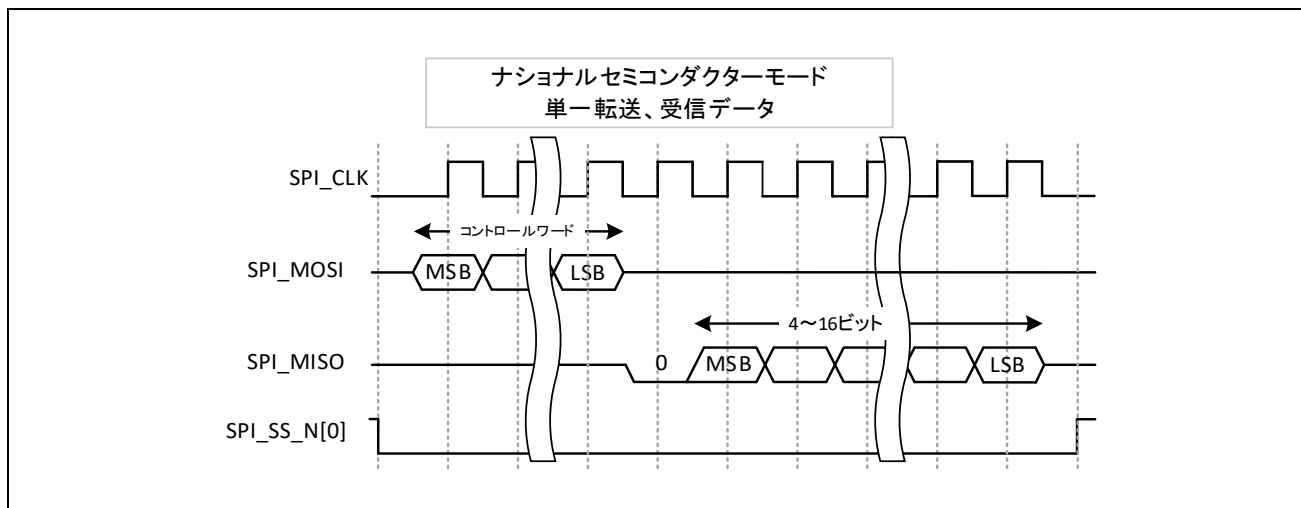 ナショナルセミコンダクターモード
単一転送、受信データ
SPI_CLK
コントロールワード
SPI_MOSI
MSB
LSB
4～16ビット
SPI_MISO
0
MSB
LSB
SPI_SS_N[0]